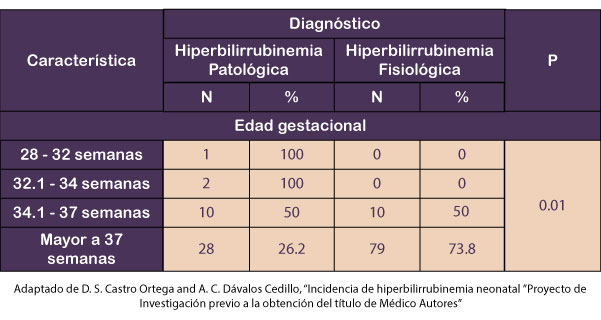 Diagnóstico
Característica
Hiperbilirrubinemia Patológica
Hiperbilirrubinemia Fisiológica
P
N % N %
Edad gestacional
28 - 32 semanas 1 100 0 0
32.1 - 34 semanas 2 100 0 0
34.1 - 37 semanas 10 50 10 50
0.01
Mayor a 37 semanas 28 26.2 79 73.8
Adaptado de D. S. Castro Ortega and A. C. Dávalos Cedillo, “Incidencia de hiperbilirrubinemia neonatal “Proyecto de
Investigación previo a la obtención del título de Médico Autores”